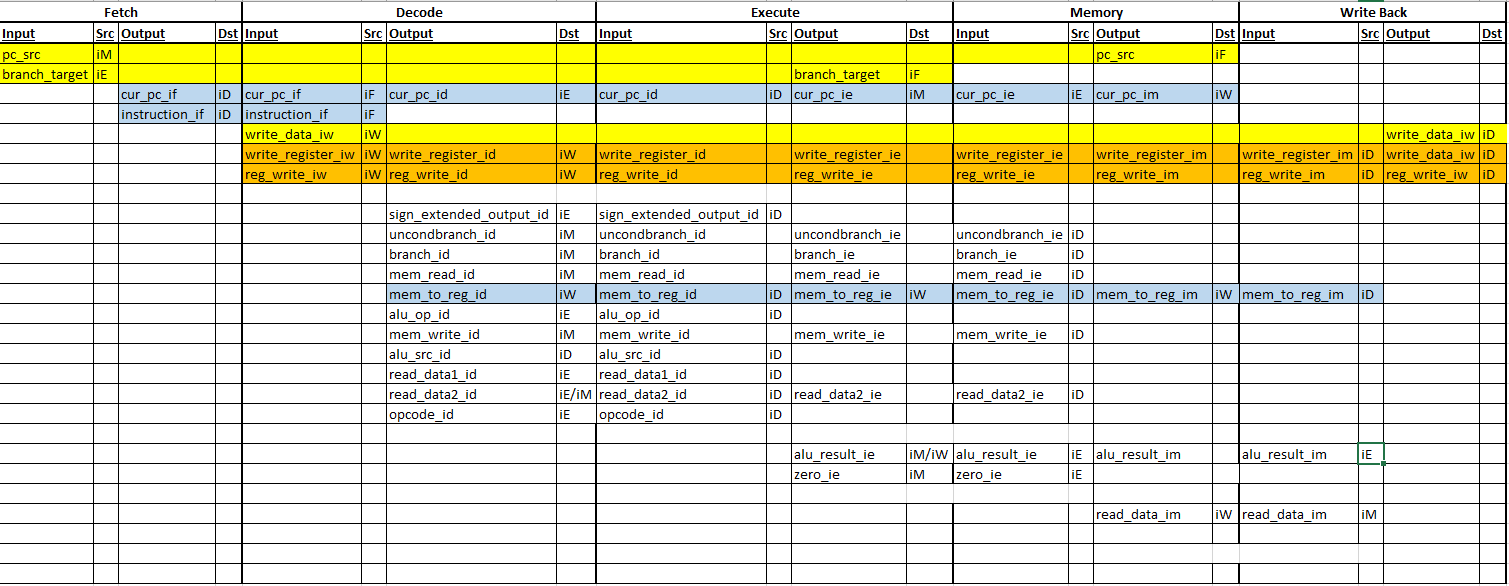 Fetch Decode Execute Memory Write Back
Input Src Output Dst Input Src Output Dst Input Src Output Dst Input Src Output Dst Input Src Output Dst
pc_src iM pc_src iF
branch_target iE branch_target iF
cur_pc_if iD cur_pc_if iF cur_pc_id iE cur_pc_id iD cur_pc_ie iM cur_pc_ie iE cur_pc_im iW
instruction_if iD instruction_if iF
write_data_iw iW write_data_iw iD
write_register_iw iW write_register_id iW write_register_id write_register_ie write_register_ie write_register_im write_register_im iD write_data_iw iD
reg_write_iw iW reg_write_id iW reg_write_id reg_write_ie reg_write_ie reg_write_im reg_write_im iD reg_write_iw iD
sign_extended_output_id iE sign_extended_output_id iD
uncondbranch_id iM uncondbranch_id uncondbranch_ie uncondbranch_ie iD
branch_id iM branch_id branch_ie branch_ie iD
mem_read_id iM mem_read_id mem_read_ie mem_read_ie iD
mem_to_reg_id iW mem_to_reg_id iD mem_to_reg_ie iW mem_to_reg_ie iD mem_to_reg_im iW mem_to_reg_im iD
alu_op_id iE alu_op_id iD
mem_write_id iM mem_write_id mem_write_ie mem_write_ie iD
alu_src_id iD alu_src_id iD
read_data1_id iE read_data1_id iD
read_data2_id iE/iM read_data2_id iD read_data2_ie read_data2_ie iD
opcode_id iE opcode_id iD
alu_result_ie iM/iW alu_result_ie iE alu_result_im alu_result_im iE
zero_ie iM zero_ie iE
read_data_im iW read_data_im iM